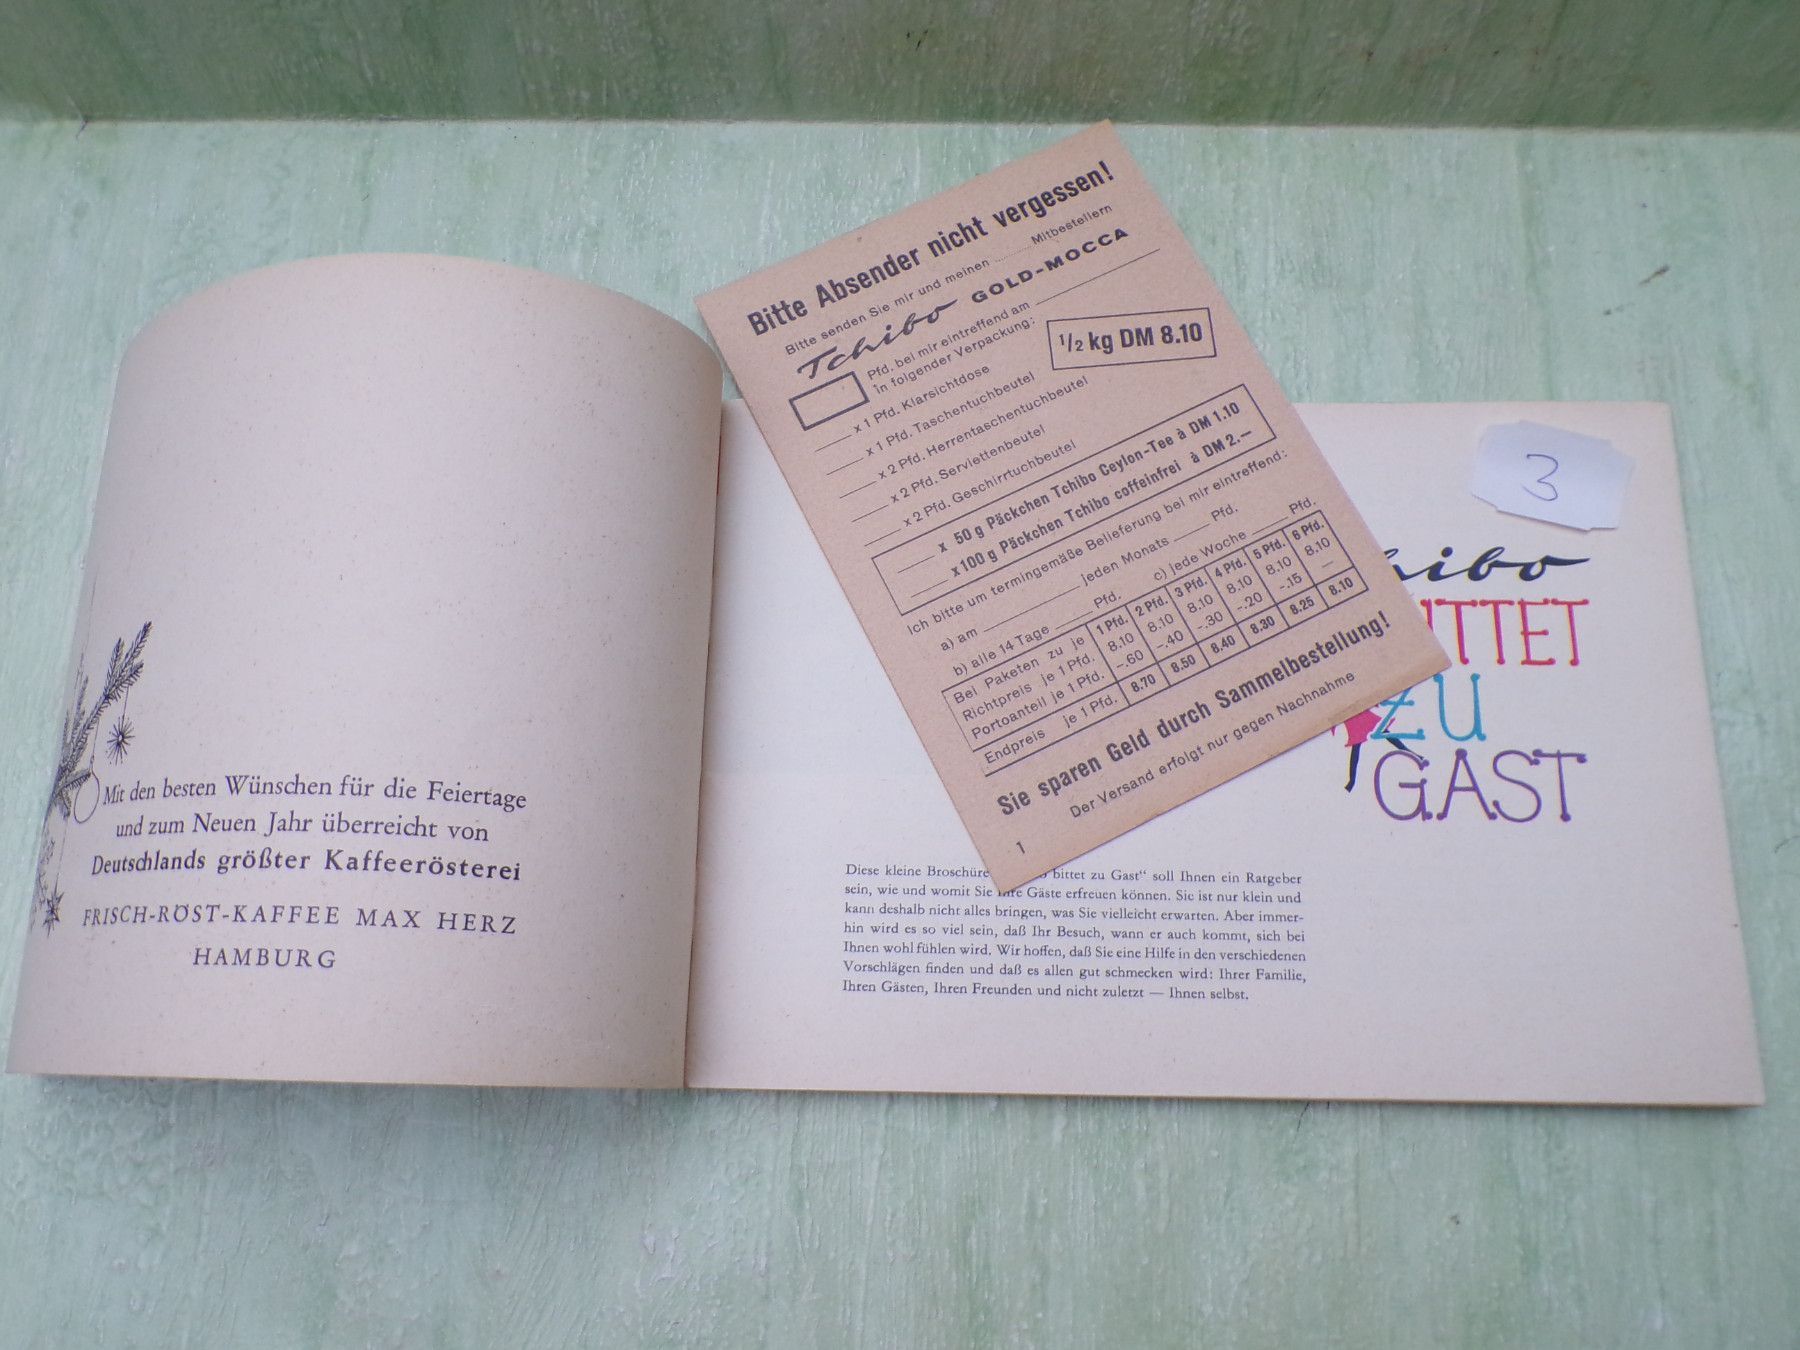 Mit den besten Wünschen für die Feiertage
und zum Neuen Jahr überreicht von
Deutschlands größter Kaffeerösterei
FRISCH-RÖST-KAFFEE MAX HERZ
HAMBURG
Bitte Absender nicht vergessen!
Bitte senden Sie mir und meinen .......... Mitbestellern
Tchibo GOLD-MOCCA
Pfd. bei mir eintreffend am
in folgender Verpackung:
1/2 kg DM 8.10
x 1 Pfd. Klarsichtdose
x 1 Pfd. Taschentuchbeutel
x 2 Pfd. Herrentaschentuchbeutel
x 2 Pfd. Serviettenbeutel
x 2 Pfd. Geschirrtuchbeutel
x 50 g Päckchen Tchibo Ceylon-Tee à DM 1.10
x 100 g Päckchen Tchibo coffeinfrei à DM 2.—
Ich bitte um termingemäße Belieferung bei mir eintreffend:
a) am ____ jeden Monats ____ Pfd.
b) alle 14 Tage ____ Pfd. c) jede Woche ____ Pfd.
Bei Paketen zu je 1 Pfd. 2 Pfd. 3 Pfd. 4 Pfd. 5 Pfd. 6 Pfd.
Richtpreis je 1 Pfd. 8.10 8.10 8.10 8.10 8.10 8.10
Portoanteil je 1 Pfd. -.60 -.40 -.30 -.20 -.15 —
Endpreis je 1 Pfd. 8.70 8.50 8.40 8.30 8.25 8.10
Sie sparen Geld durch Sammelbestellung!
Der Versand erfolgt nur gegen Nachnahme
1
3
hibo
ITTET
ZU
GAST
Diese kleine Broschüre bittet zu Gast“ soll Ihnen ein Ratgeber
sein, wie und womit Sie Ihre Gäste erfreuen können. Sie ist nur klein und
kann deshalb nicht alles bringen, was Sie vielleicht erwarten. Aber immer-
hin wird es so viel sein, daß Ihr Besuch, wann er auch kommt, sich bei
Ihnen wohl fühlen wird. Wir hoffen, daß Sie eine Hilfe in den verschiedenen
Vorschlägen finden und daß es allen gut schmecken wird: Ihrer Familie,
Ihren Gästen, Ihren Freunden und nicht zuletzt — Ihnen selbst.